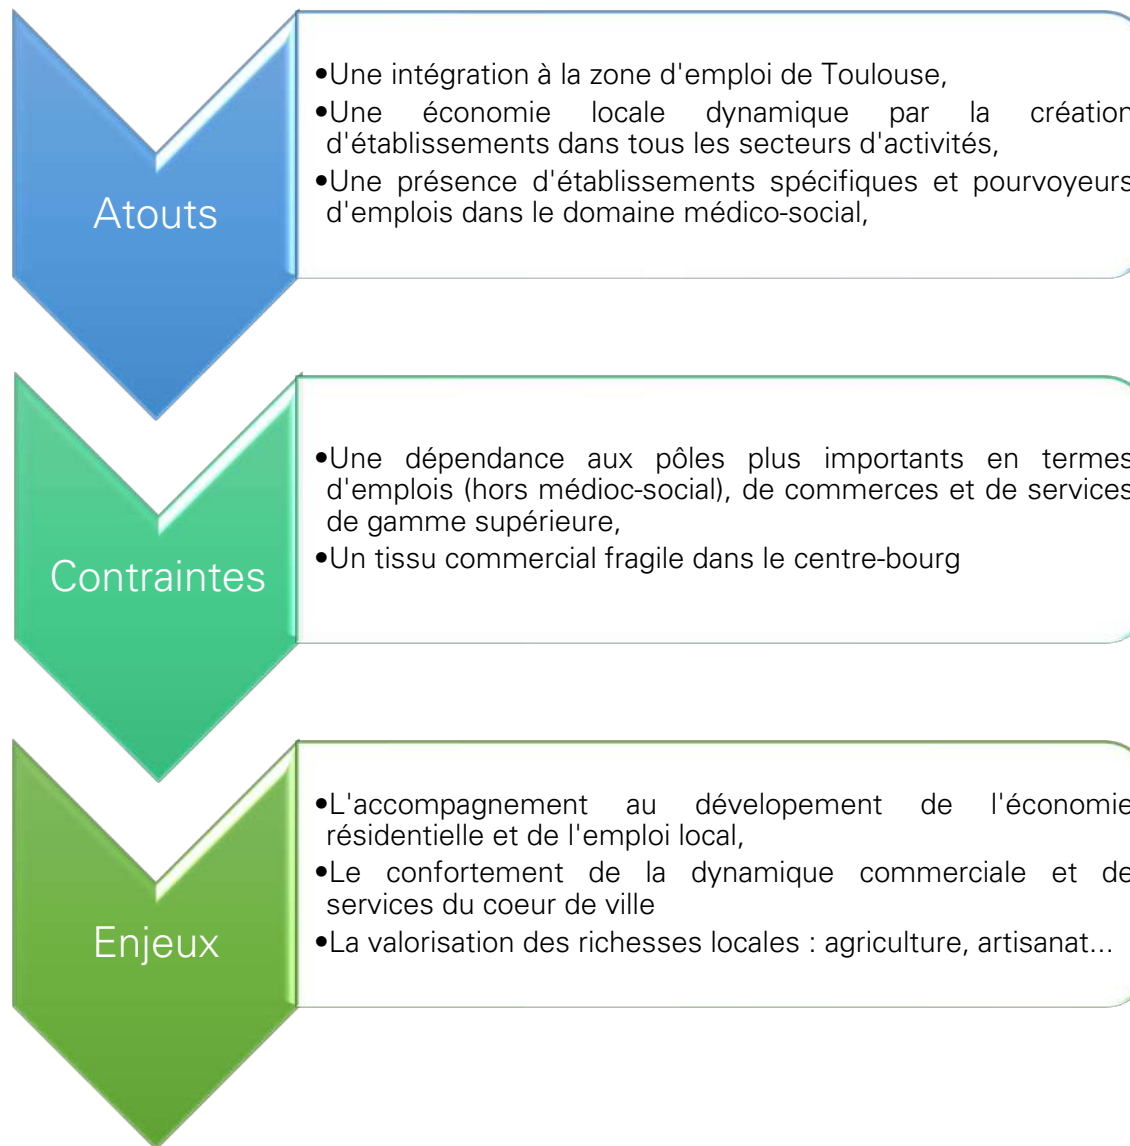 Atouts
•Une intégration à la zone d'emploi de Toulouse,
•Une économie locale dynamique par la création
d'établissements dans tous les secteurs d'activités,
•Une présence d'établissements spécifiques et pourvoyeurs
d'emplois dans le domaine médico-social,
Contraintes
•Une dépendance aux pôles plus importants en termes
d'emplois (hors médioc-social), de commerces et de services
de gamme supérieure,
•Un tissu commercial fragile dans le centre-bourg
Enjeux
•L'accompagnement au dévelopement de l'économie
résidentielle et de l'emploi local,
•Le confortement de la dynamique commerciale et de
services du coeur de ville
•La valorisation des richesses locales : agriculture, artisanat...